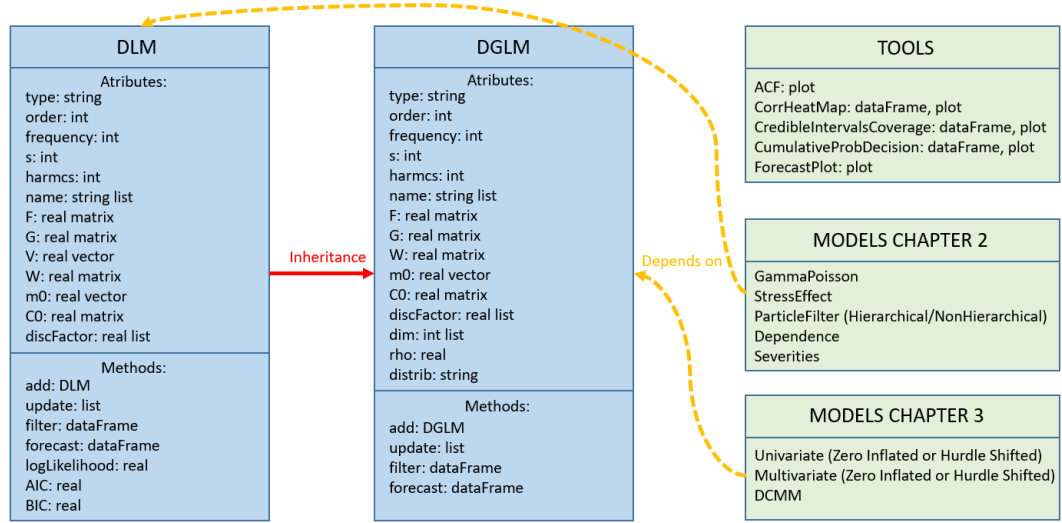 DLM
Atributes:
type: string
order: int
frequency: int
s: int
harmcs: int
name: string list
F: real matrix
G: real matrix
V: real vector
W: real matrix
m0: real vector
C0: real matrix
discFactor: real list
Methods:
add: DLM
update: list
filter: dataFrame
forecast: dataFrame
logLikelihood: real
AIC: real
BIC: real
Inheritance
DGLM
Atributes:
type: string
order: int
frequency: int
s: int
harmcs: int
name: string list
F: real matrix
G: real matrix
W: real matrix
m0: real vector
C0: real matrix
discFactor: real list
dim: int list
rho: real
distrib: string
Methods:
add: DGLM
update: list
filter: dataFrame
forecast: dataFrame
Depends on
TOOLS
ACF: plot
CorrHeatMap: dataFrame, plot
CredibleIntervalsCoverage: dataFrame, plot
CumulativeProbDecision: dataFrame, plot
ForecastPlot: plot
MODELS CHAPTER 2
GammaPoisson
StressEffect
ParticleFilter (Hierarchical/NonHierarchical)
Dependence
Severities
MODELS CHAPTER 3
Univariate (Zero Inflated or Hurdle Shifted)
Multivariate (Zero Inflated or Hurdle Shifted)
DCMM